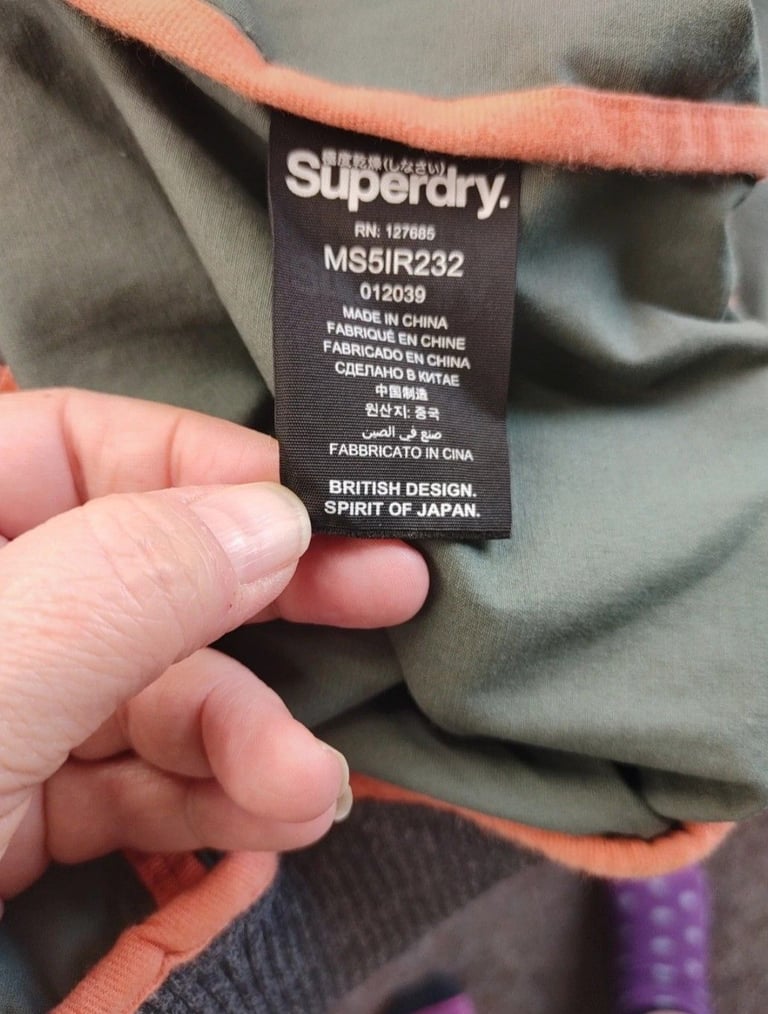 極度乾燥(しなさい)
Superdry.
RN: 127685
MS5IR232
012039
MADE IN CHINA
FABRIQUÉ EN CHINE
FABRICADO EN CHINA
СДЕЛАНО В КИТАЕ
中国制造
원산지: 중국
صنع في الصين
FABBRICATO IN CINA
BRITISH DESIGN.
SPIRIT OF JAPAN.